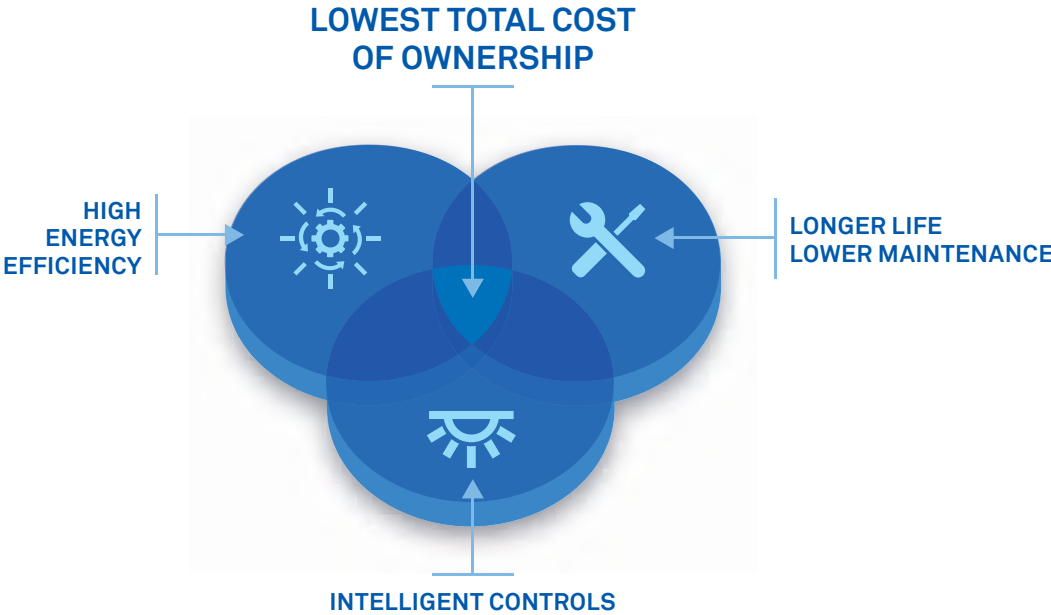 LOWEST TOTAL COST
OF OWNERSHIP
HIGH
ENERGY
EFFICIENCY
LONGER LIFE
LOWER MAINTENANCE
INTELLIGENT CONTROLS